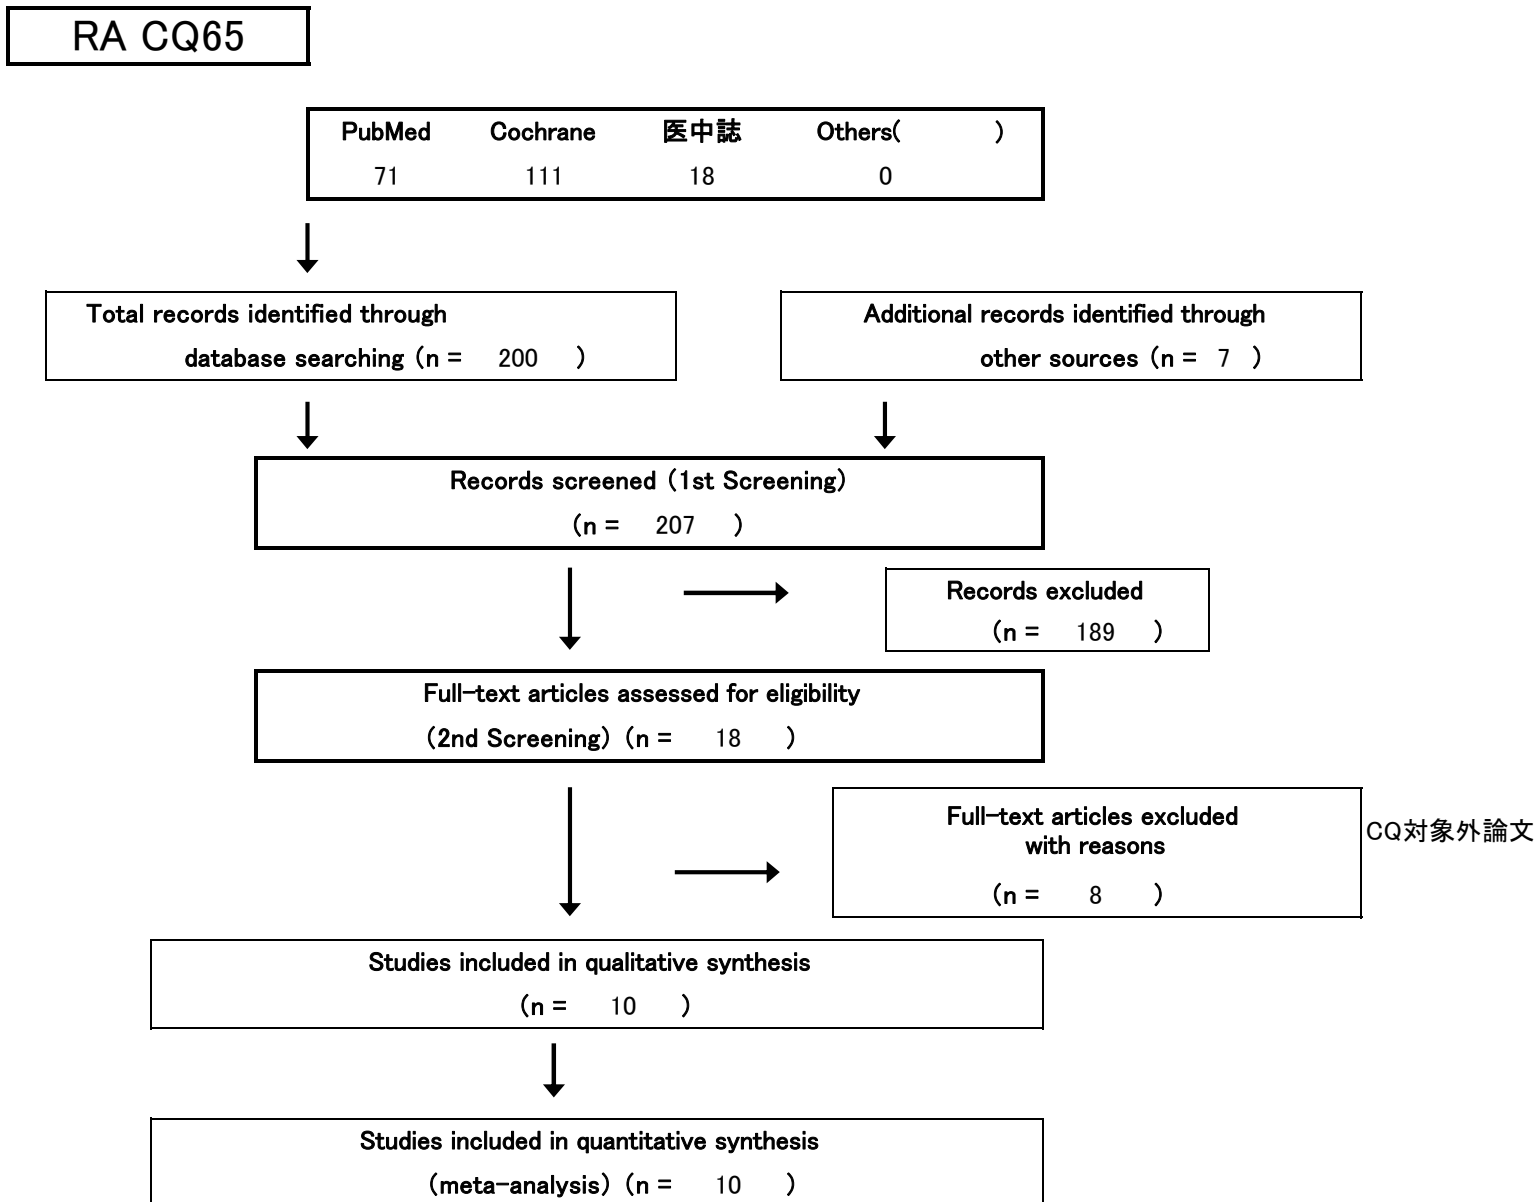 RA CQ65
PubMed Cochrane 医中誌 Others( )
71 111 18 0
Total records identified through
database searching (n = 200 )
Additional records identified through
other sources (n = 7 )
Records screened (1st Screening)
(n = 207 )
Records excluded
(n = 189 )
Full-text articles assessed for eligibility
(2nd Screening) (n = 18 )
Full-text articles excluded
with reasons
(n = 8 )
CQ対象外論文
Studies included in qualitative synthesis
(n = 10 )
Studies included in quantitative synthesis
(meta-analysis) (n = 10 )